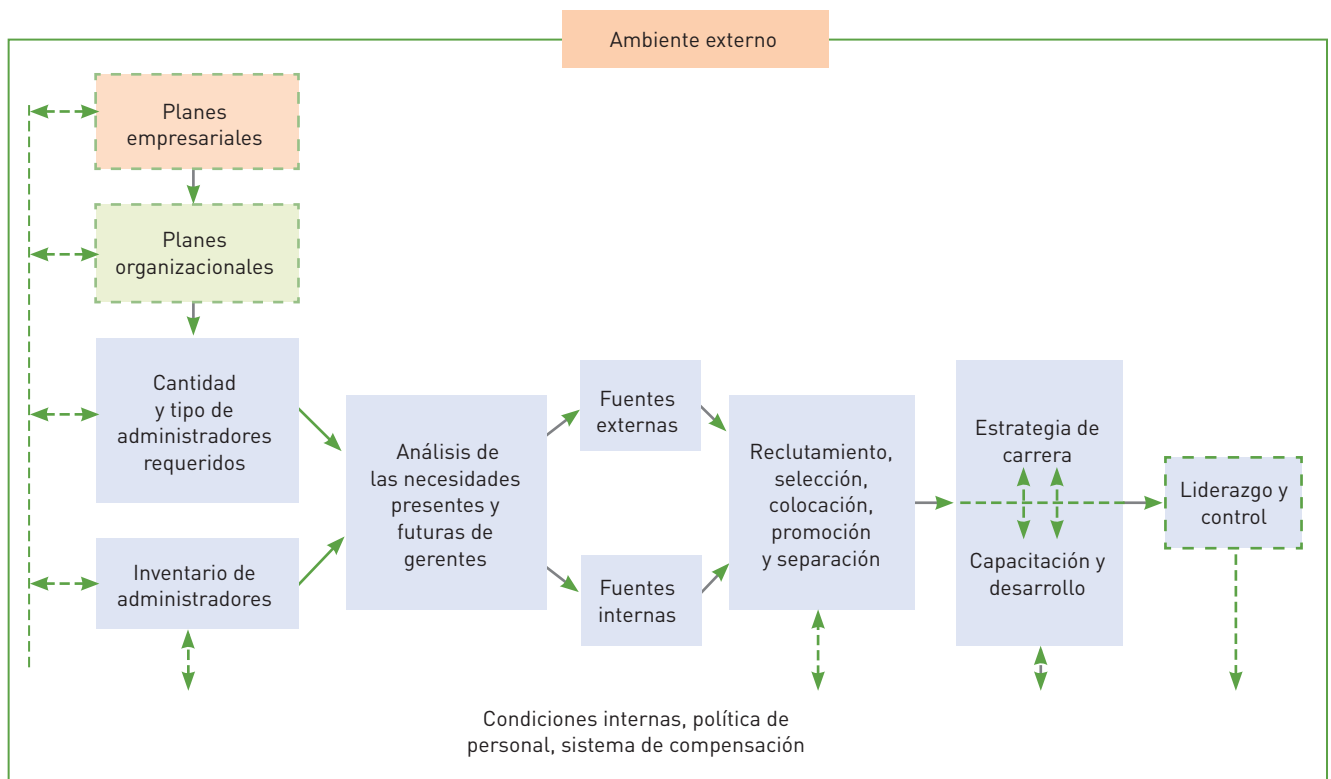 Ambiente externo
Planes
empresariales
Planes
organizacionales
Cantidad
y tipo de
administradores
requeridos
Inventario de
administradores
Análisis de
las necesidades
presentes y
futuras de
gerentes
Fuentes
externas
Fuentes
internas
Reclutamiento,
selección,
colocación,
promoción
y separación
Estrategia de
carrera
Capacitación y
desarrollo
Liderazgo y
control
Condiciones internas, política de
personal, sistema de compensación